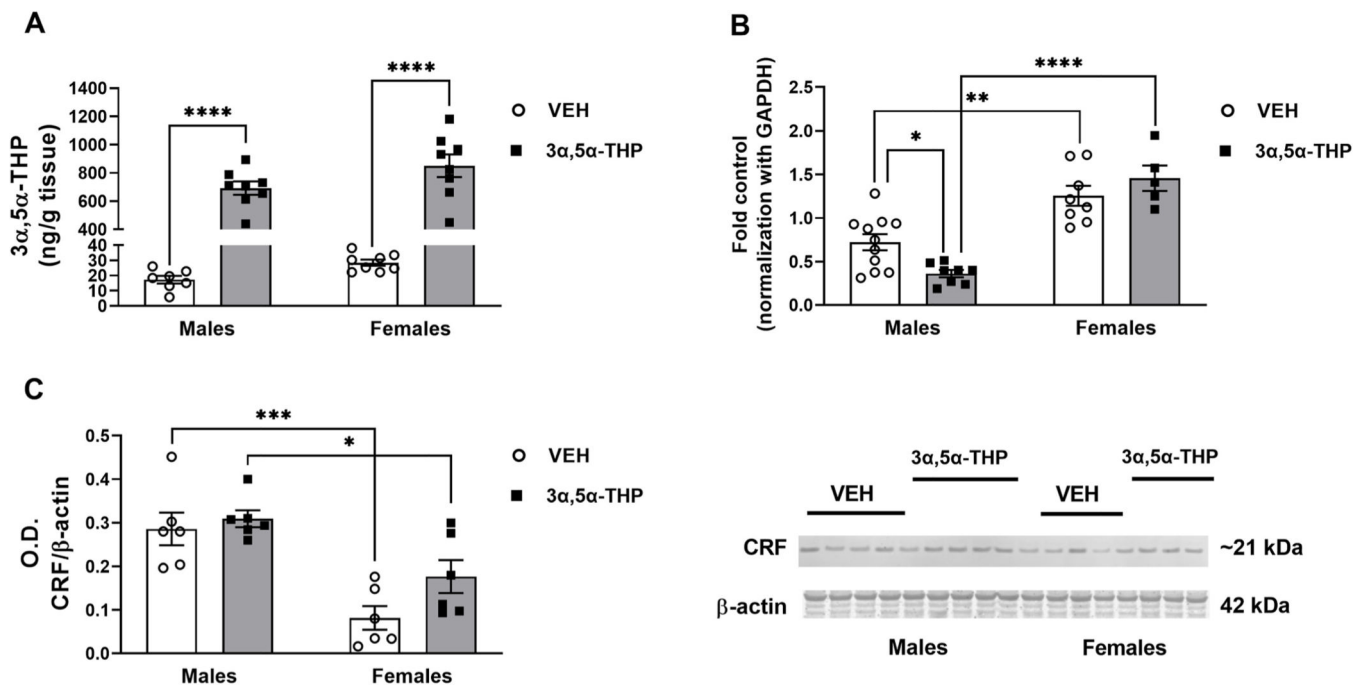 A
3α,5α-THP
(ng/g tissue)
1400
1200
1000
800
600
400
40
30
20
10
0
****
****
Males
Females
VEH
3α,5α-THP
B
Fold control
(normalization with GAPDH)
2.5
2.0
1.5
1.0
0.5
0.0
****
**
*
Males
Females
VEH
3α,5α-THP
C
O.D.
CRF/β-actin
0.5
0.4
0.3
0.2
0.1
0.0
***
*
Males
Females
VEH
3α,5α-THP
3α,5α-THP
3α,5α-THP
VEH
VEH
CRF
~21 kDa
β-actin
42 kDa
Males
Females